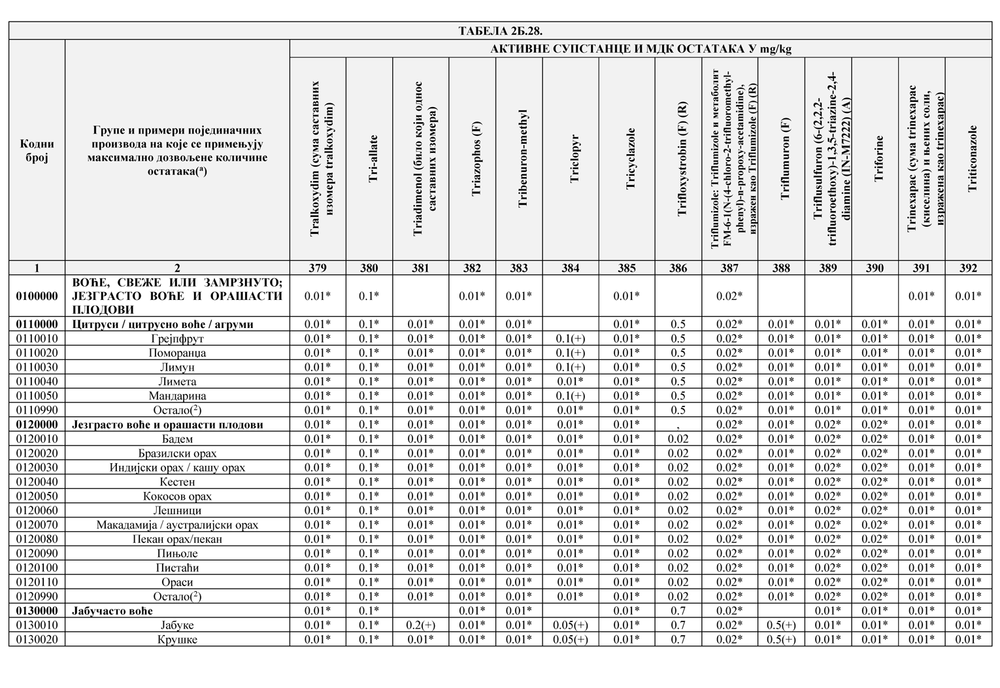 ТАБЕЛА 2Б.28.
АКТИВНЕ СУПСТАНЦЕ И МДК ОСТАТАКА У mg/kg
Кодни
број
Групе и примери појединачних
производа на које се примењују
максимално дозвољене количине
остатака(ª)
Tralkoxydim (сума саставних
изомера tralkoxydim)
Tri-allate
Triadimenol (било који однос
саставних изомера)
Triazophos (F)
Tribenuron-methyl
Triclopyr
Tricyclazole
Trifloxystrobin (F) (R)
Triflumizole: Triflumizole и метаболит
FM-6-1(N-(4-chloro-2-trifluoromethyl-
phenyl)-n-propoxy-acetamidine),
изражен као Triflumizole (F) (R)
Triflumuron (F)
Triflusulfuron (6-(2,2,2-
trifluoroethoxy)-1,3,5-triazine-2,4-
diamine (IN-M7222) (A)
Triforine
Trinexapac (сума trinexapac
(киселина) и њених соли,
изражена као trinexapac)
Triticonazole
1 2 379 380 381 382 383 384 385 386 387 388 389 390 391 392
ВОЋЕ, СВЕЖЕ ИЛИ ЗАМРЗНУТО;
0100000 ЈЕЗГРАСТО ВОЋЕ И ОРАШАСТИ 0.01* 0.1* 0.01* 0.01* 0.01* 0.02* 0.01* 0.01*
ПЛОДОВИ
0110000 Цитруси / цитрусно воће / агруми 0.01* 0.1* 0.01* 0.01* 0.01* 0.01* 0.5 0.02* 0.01* 0.01* 0.01* 0.01* 0.01*
0110010 Грејпфрут 0.01* 0.1* 0.01* 0.01* 0.01* 0.1(+) 0.01* 0.5 0.02* 0.01* 0.01* 0.01* 0.01* 0.01*
0110020 Поморанџа 0.01* 0.1* 0.01* 0.01* 0.01* 0.1(+) 0.01* 0.5 0.02* 0.01* 0.01* 0.01* 0.01* 0.01*
0110030 Лимун 0.01* 0.1* 0.01* 0.01* 0.01* 0.1(+) 0.01* 0.5 0.02* 0.01* 0.01* 0.01* 0.01* 0.01*
0110040 Лимета 0.01* 0.1* 0.01* 0.01* 0.01* 0.01* 0.01* 0.5 0.02* 0.01* 0.01* 0.01* 0.01* 0.01*
0110050 Мандарина 0.01* 0.1* 0.01* 0.01* 0.01* 0.1(+) 0.01* 0.5 0.02* 0.01* 0.01* 0.01* 0.01* 0.01*
0110990 Остало(²) 0.01* 0.1* 0.01* 0.01* 0.01* 0.01* 0.01* 0.5 0.02* 0.01* 0.01* 0.01* 0.01* 0.01*
0120000 Језграсто воће и орашасти плодови 0.01* 0.1* 0.01* 0.01* 0.01* 0.01* 0.01* , 0.02* 0.01* 0.02* 0.02* 0.01* 0.01*
0120010 Бадем 0.01* 0.1* 0.01* 0.01* 0.01* 0.01* 0.01* 0.02 0.02* 0.01* 0.02* 0.02* 0.01* 0.01*
0120020 Бразилски орах 0.01* 0.1* 0.01* 0.01* 0.01* 0.01* 0.01* 0.02 0.02* 0.01* 0.02* 0.02* 0.01* 0.01*
0120030 Индијски орах / кашу орах 0.01* 0.1* 0.01* 0.01* 0.01* 0.01* 0.01* 0.02 0.02* 0.01* 0.02* 0.02* 0.01* 0.01*
0120040 Кестен 0.01* 0.1* 0.01* 0.01* 0.01* 0.01* 0.01* 0.02 0.02* 0.01* 0.02* 0.02* 0.01* 0.01*
0120050 Кокосов орах 0.01* 0.1* 0.01* 0.01* 0.01* 0.01* 0.01* 0.02 0.02* 0.01* 0.02* 0.02* 0.01* 0.01*
0120060 Лешници 0.01* 0.1* 0.01* 0.01* 0.01* 0.01* 0.01* 0.02 0.02* 0.01* 0.02* 0.02* 0.01* 0.01*
0120070 Макадамија / аустралијски орах 0.01* 0.1* 0.01* 0.01* 0.01* 0.01* 0.01* 0.02 0.02* 0.01* 0.02* 0.02* 0.01* 0.01*
0120080 Пекан орах/пекан 0.01* 0.1* 0.01* 0.01* 0.01* 0.01* 0.01* 0.02 0.02* 0.01* 0.02* 0.02* 0.01* 0.01*
0120090 Пињоле 0.01* 0.1* 0.01* 0.01* 0.01* 0.01* 0.01* 0.02 0.02* 0.01* 0.02* 0.02* 0.01* 0.01*
0120100 Пистаћи 0.01* 0.1* 0.01* 0.01* 0.01* 0.01* 0.01* 0.02 0.02* 0.01* 0.02* 0.02* 0.01* 0.01*
0120110 Ораси 0.01* 0.1* 0.01* 0.01* 0.01* 0.01* 0.01* 0.02 0.02* 0.01* 0.02* 0.02* 0.01* 0.01*
0120990 Остало(²) 0.01* 0.1* 0.01* 0.01* 0.01* 0.01* 0.01* 0.02 0.02* 0.01* 0.02* 0.02* 0.01* 0.01*
0130000 Јабучасто воће 0.01* 0.1* 0.01* 0.01* 0.01* 0.7 0.02* 0.01* 0.01* 0.01* 0.01*
0130010 Јабуке 0.01* 0.1* 0.2(+) 0.01* 0.01* 0.05(+) 0.01* 0.7 0.02* 0.5(+) 0.01* 0.01* 0.01* 0.01*
0130020 Крушке 0.01* 0.1* 0.01* 0.01* 0.01* 0.05(+) 0.01* 0.7 0.02* 0.5(+) 0.01* 0.01* 0.01* 0.01*